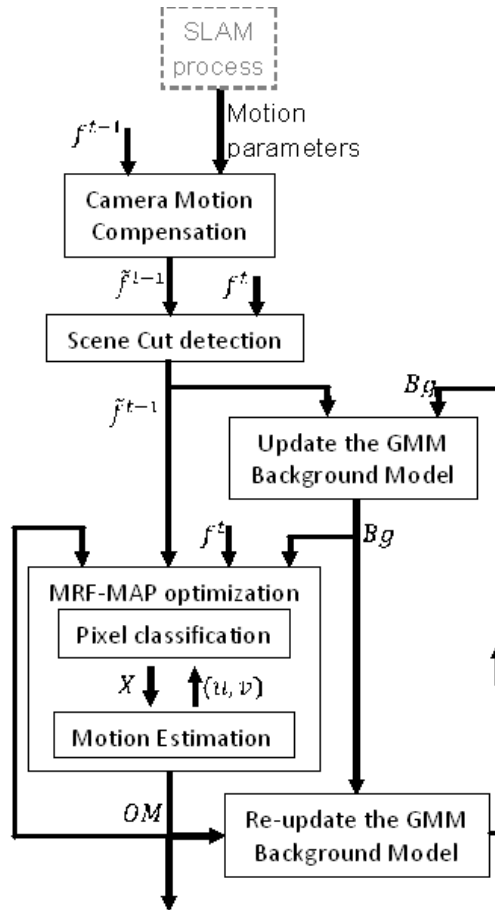 SLAM
process
Motion
parameters
f^{t-1}
Camera Motion
Compensation
f̃^{t-1}
f^t
Scene Cut detection
f̃^{t-1}
Bg
Update the GMM
Background Model
f^t
Bg
MRF-MAP optimization
Pixel classification
X
(u, v)
Motion Estimation
OM
Re-update the GMM
Background Model